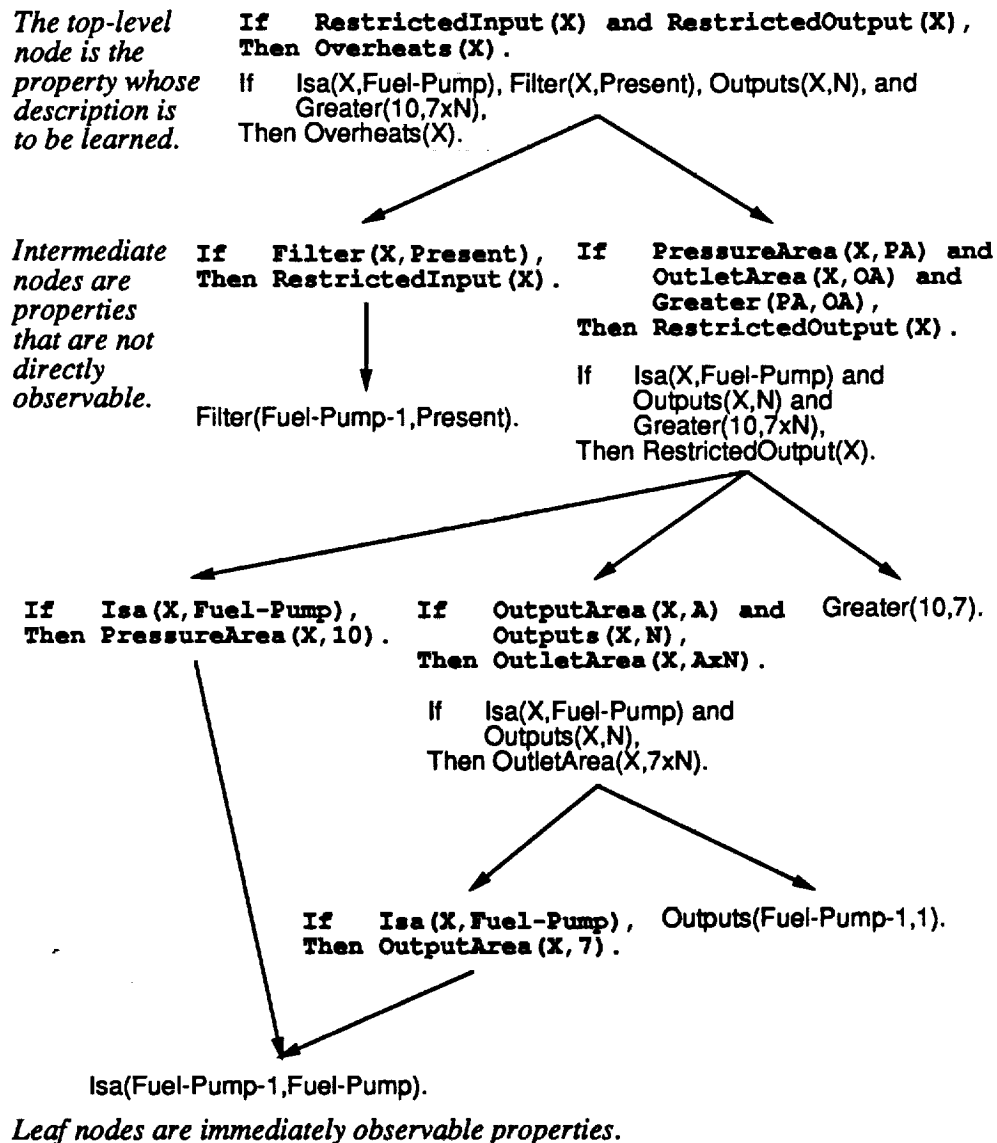 The top-level
node is the
property whose
description is
to be learned.
If RestrictedInput(X) and RestrictedOutput(X),
Then Overheats(X).
If Isa(X,Fuel-Pump), Filter(X,Present), Outputs(X,N), and
Greater(10,7xN),
Then Overheats(X).
Intermediate
nodes are
properties
that are not
directly
observable.
If Filter(X,Present),
Then RestrictedInput(X).
If PressureArea(X,PA) and
OutletArea(X,OA) and
Greater(PA,OA),
Then RestrictedOutput(X).
Filter(Fuel-Pump-1,Present).
If Isa(X,Fuel-Pump) and
Outputs(X,N) and
Greater(10,7xN),
Then RestrictedOutput(X).
If Isa(X,Fuel-Pump),
Then PressureArea(X,10).
If OutputArea(X,A) and
Outputs(X,N),
Then OutletArea(X,AxN).
Greater(10,7).
If Isa(X,Fuel-Pump) and
Outputs(X,N),
Then OutletArea(X,7xN).
If Isa(X,Fuel-Pump),
Then OutputArea(X,7).
Outputs(Fuel-Pump-1,1).
Isa(Fuel-Pump-1,Fuel-Pump).
Leaf nodes are immediately observable properties.